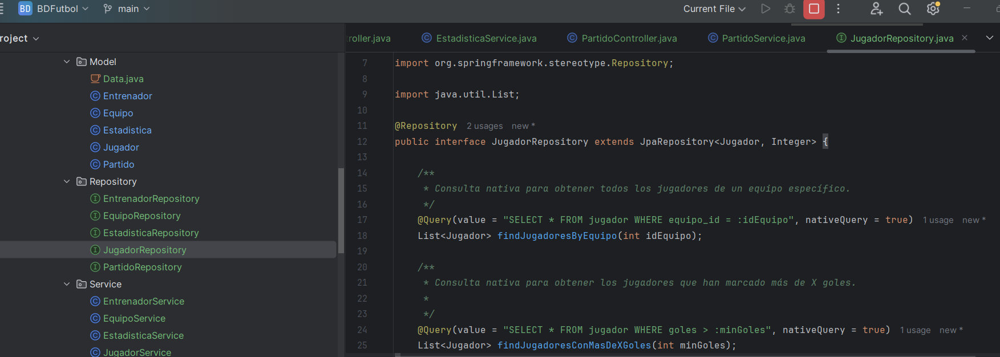 BD BDFutbol main Current File
roject
roller.java EstadisticaService.java PartidoController.java PartidoService.java JugadorRepository.java
Model
Data.java
Entrenador
Equipo
Estadistica
Jugador
Partido
Repository
EntrenadorRepository
EquipoRepository
EstadisticaRepository
JugadorRepository
PartidoRepository
Service
EntrenadorService
EquipoService
EstadisticaService
JugadorService
7 import org.springframework.stereotype.Repository;
8
9 import java.util.List;
10
11 @Repository 2 usages new *
12 public interface JugadorRepository extends JpaRepository<Jugador, Integer> {
13
14 /**
15 * Consulta nativa para obtener todos los jugadores de un equipo específico.
16 */
17 @Query(value = "SELECT * FROM jugador WHERE equipo_id = :idEquipo", nativeQuery = true) 1 usage new *
18 List<Jugador> findJugadoresByEquipo(int idEquipo);
19
20 /**
21 * Consulta nativa para obtener los jugadores que han marcado más de X goles.
22 *
23 */
24 @Query(value = "SELECT * FROM jugador WHERE goles > :minGoles", nativeQuery = true) 1 usage new *
25 List<Jugador> findJugadoresConMasDeXGoles(int minGoles);